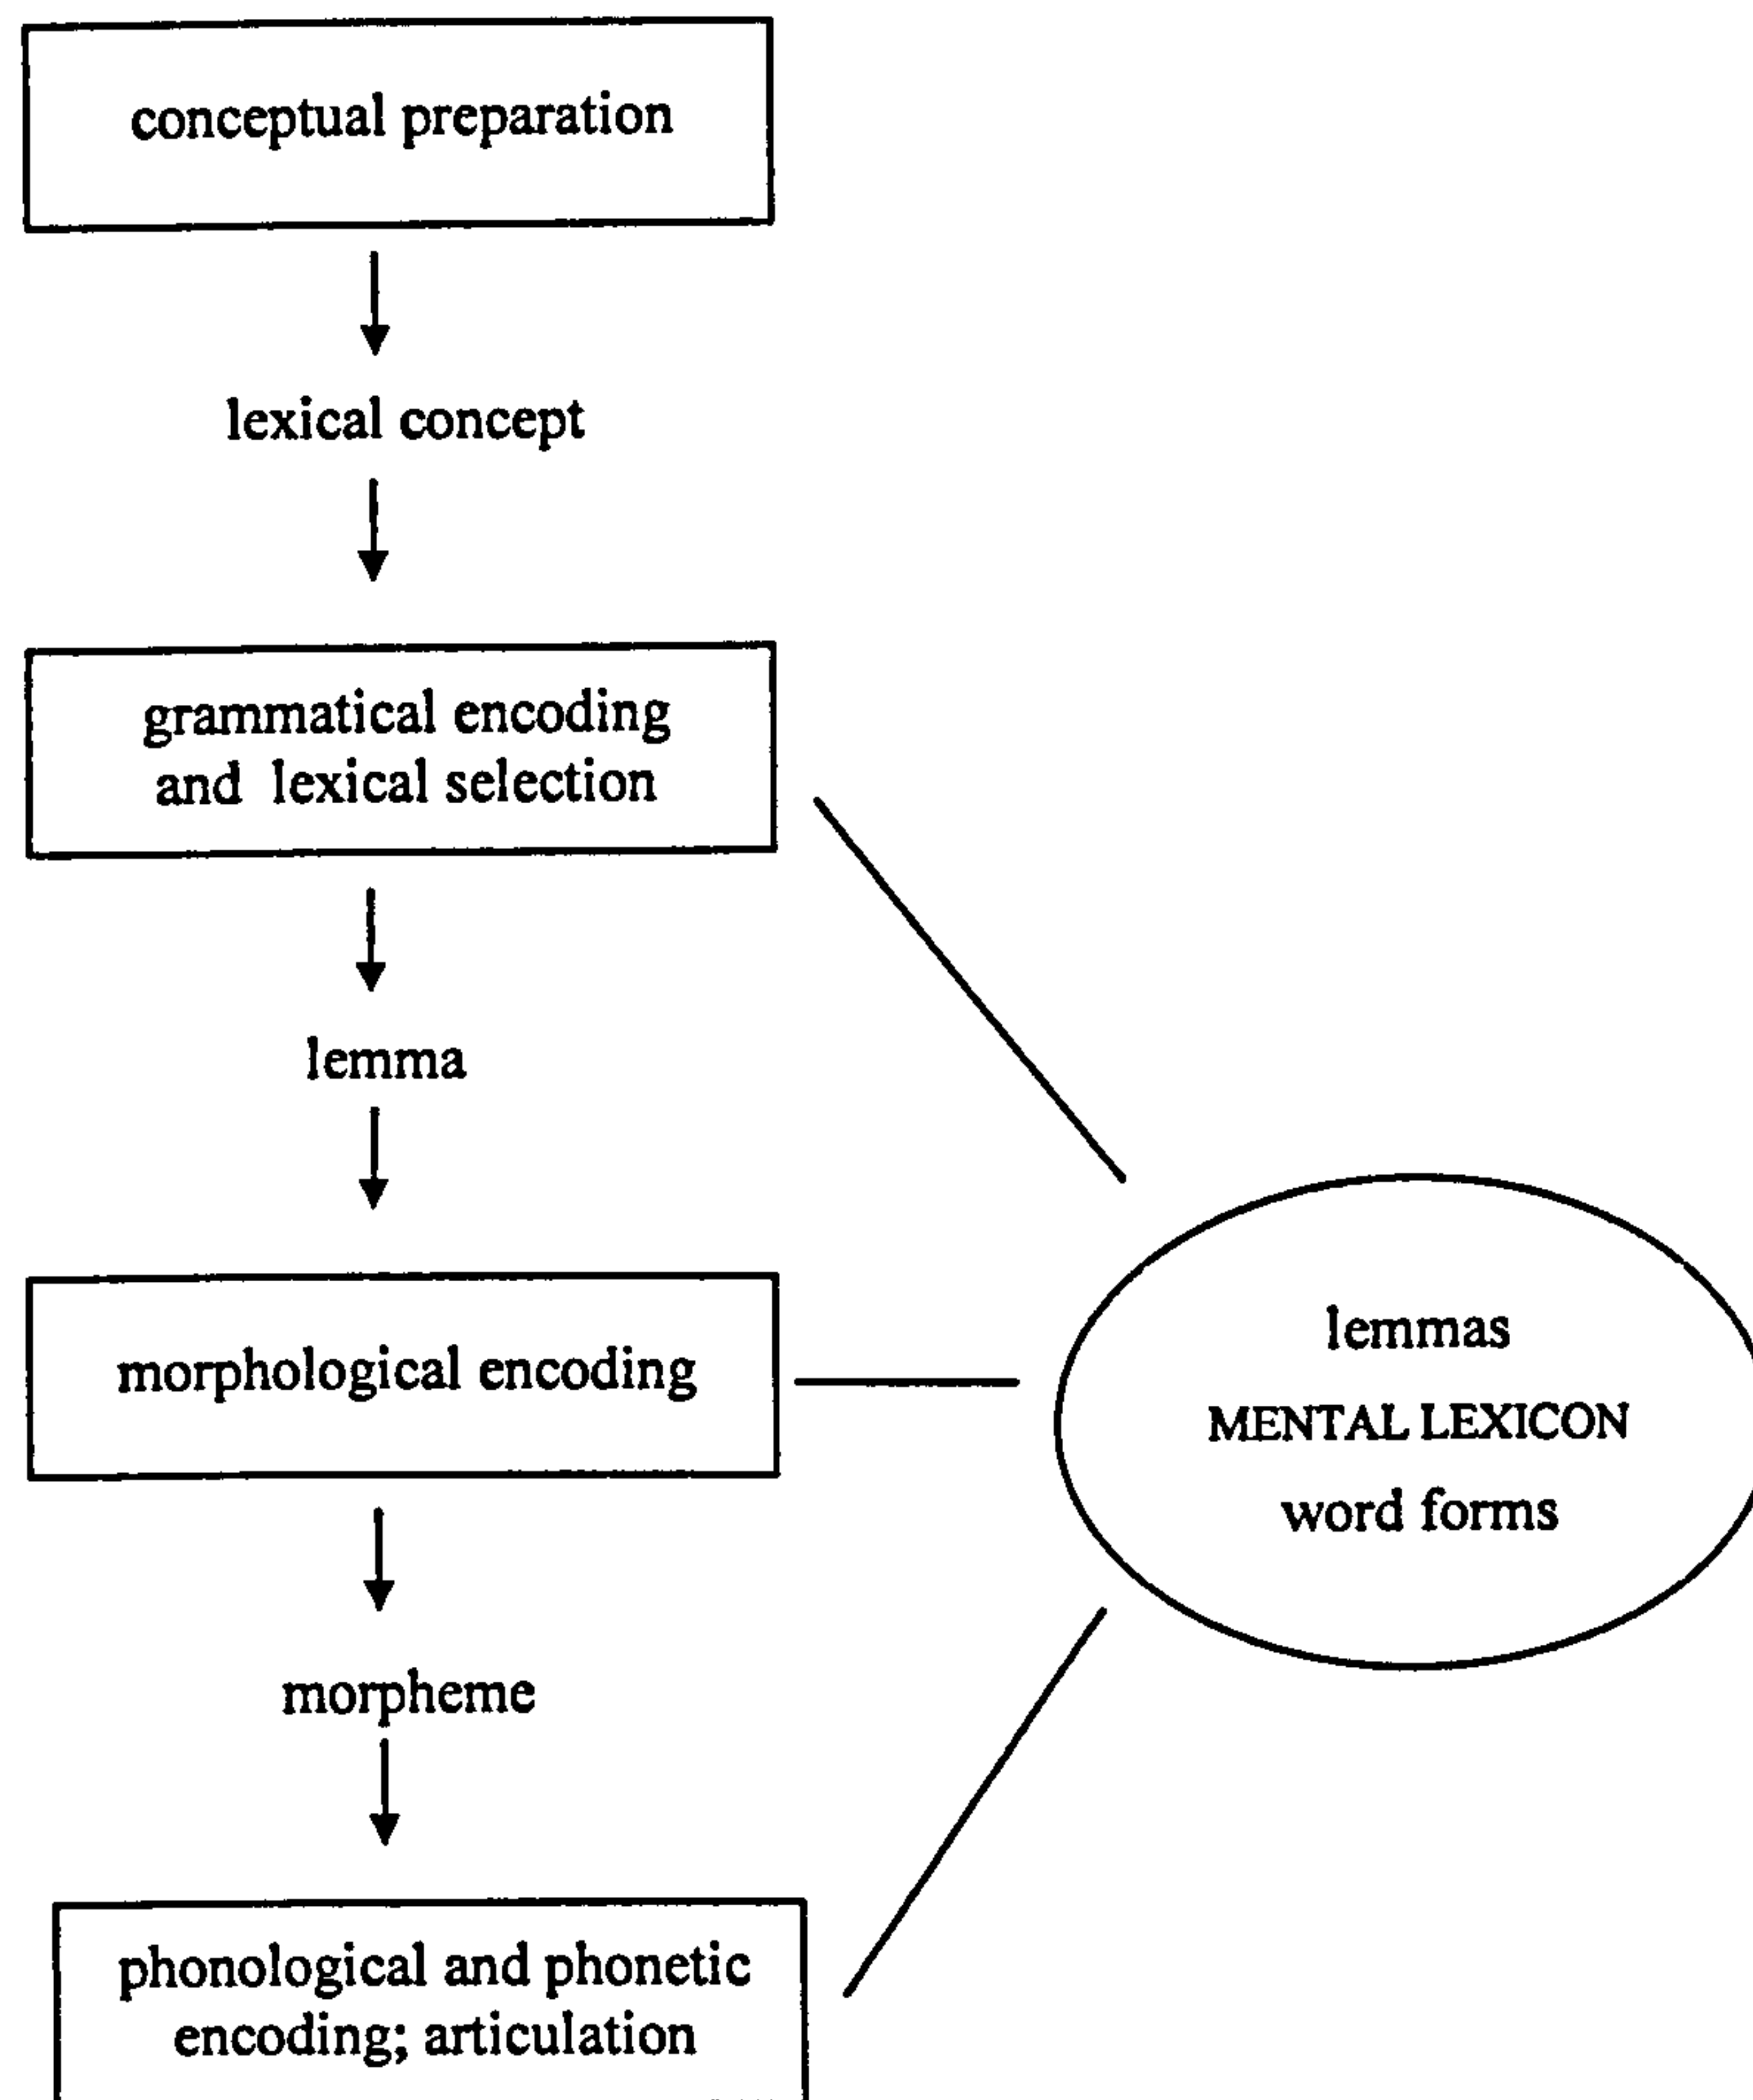 conceptual preparation
lexical concept
grammatical encoding
and lexical selection
lemma
morphological encoding
morpheme
phonological and phonetic
encoding; articulation
lemmas
MENTAL LEXICON
word forms